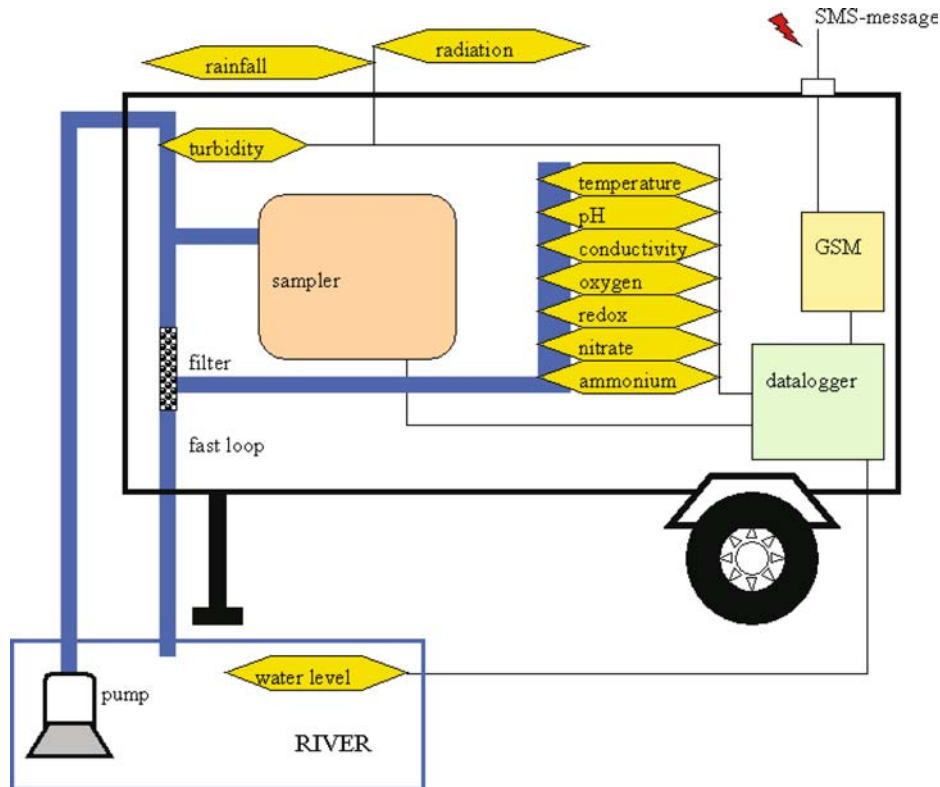 SMS-message
radiation
rainfall
turbidity
temperature
pH
conductivity
oxygen
redox
nitrate
ammonium
sampler
GSM
filter
datalogger
fast loop
water level
pump
RIVER